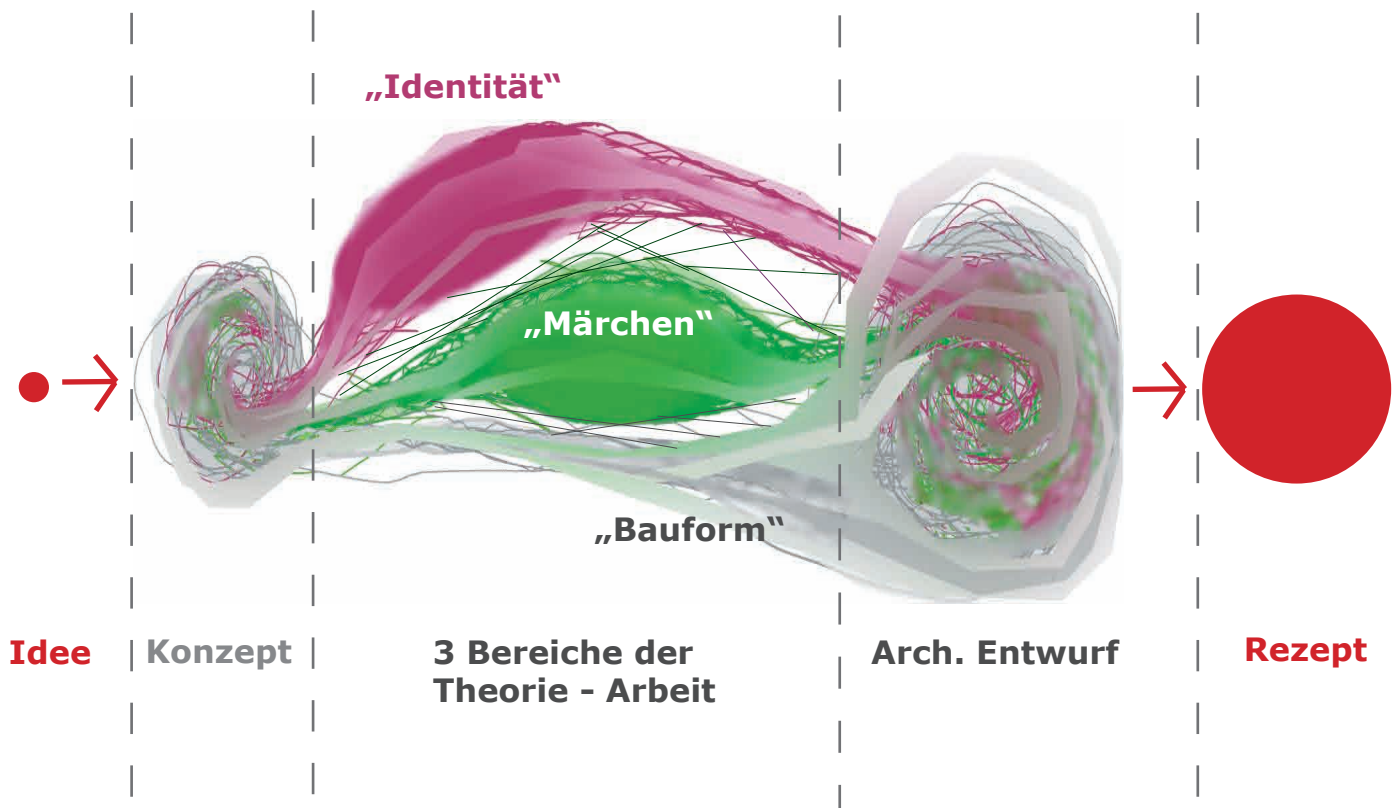 „Identität“
„Märchen“
„Bauform“
Idee
Konzept
3 Bereiche der
Theorie - Arbeit
Arch. Entwurf
Rezept